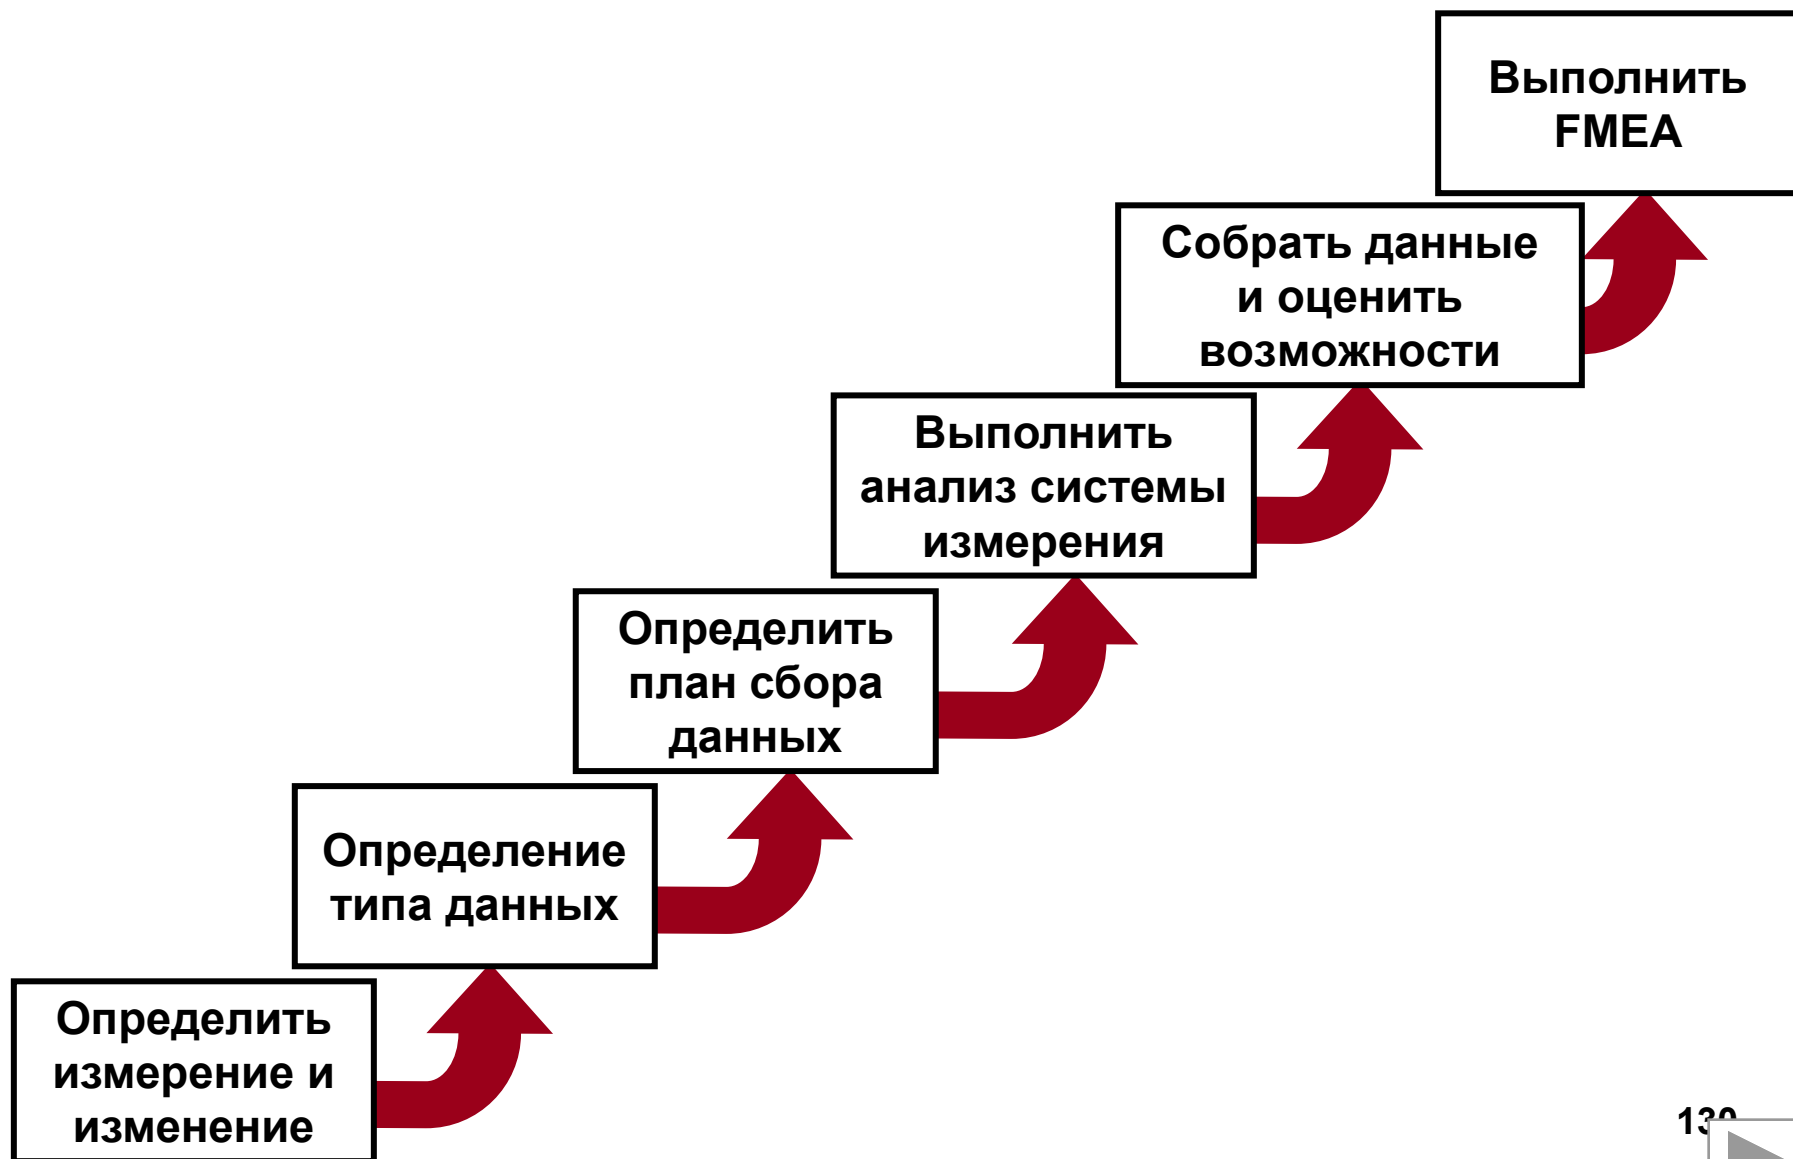 Выполнить
FMEA
Собрать данные
и оценить
возможности
Выполнить
анализ системы
измерения
Определить
план сбора
данных
Определение
типа данных
Определить
измерение и
изменение
130